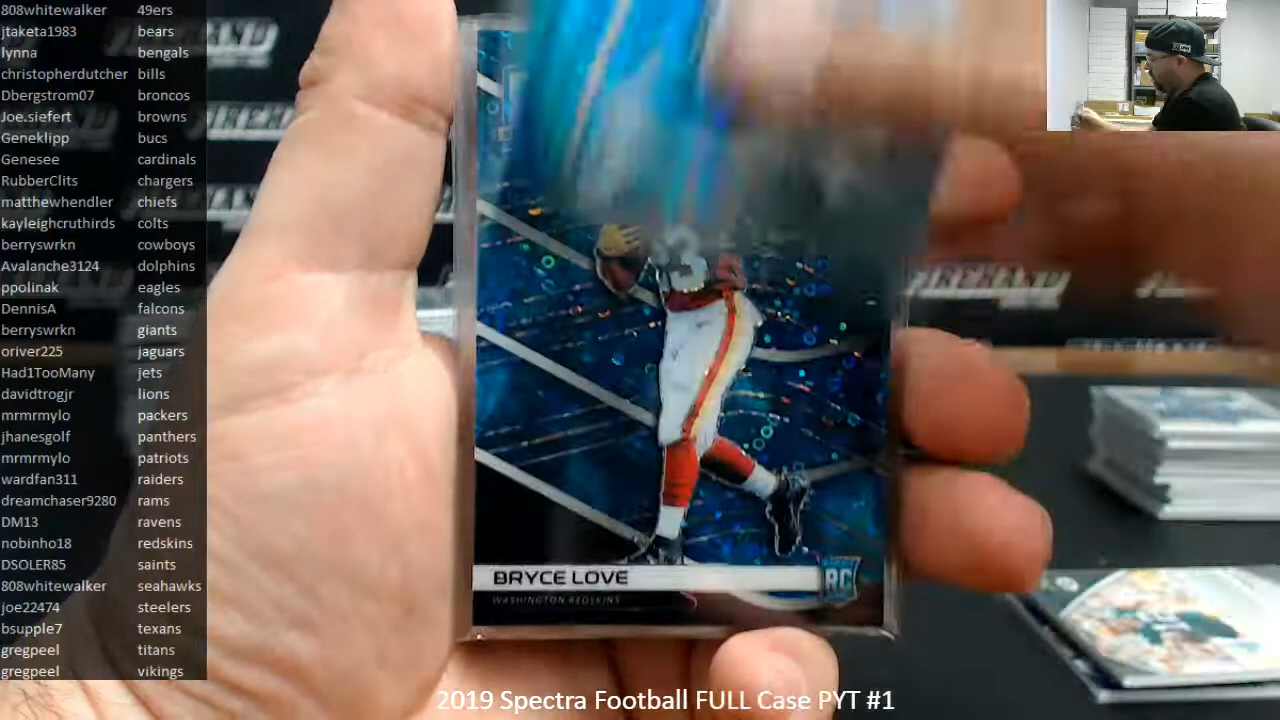 808whitewalker 49ers
jtaketa1983 bears
lynna bengals
christopherdutcher bills
Dbergstrom07 broncos
Joe.siefert browns
Geneklipp bucs
Genesee cardinals
RubberClits chargers
matthewhendler chiefs
kayleighcruthirds colts
berryswrkn cowboys
Avalanche3124 dolphins
ppolinak eagles
DennisA falcons
berryswrkn giants
oriver225 jaguars
Had1TooMany jets
davidtrogjr lions
mrmrmylo packers
jhanesgolf panthers
mrmrmylo patriots
wardfan311 raiders
dreamchaser9280 rams
DM13 ravens
nobinho18 redskins
DSOLER85 saints
808whitewalker seahawks
joe22474 steelers
bsupple7 texans
gregpeel titans
gregpeel vikings
BRYCE LOVE
RC
WASHINGTON REDSKINS
2019 Spectra Football FULL Case PYT #1